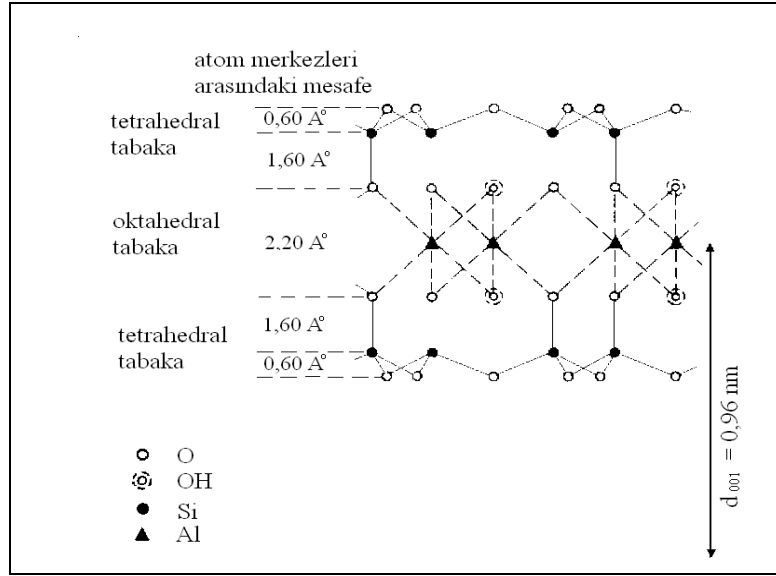 atom merkezleri
arasındaki mesafe
tetrahedral
tabaka
0,60 A°
1,60 A°
oktahedral
tabaka
2,20 A°
1,60 A°
tetrahedral
tabaka
0,60 A°
O
OH
Si
Al
d 001 = 0,96 nm